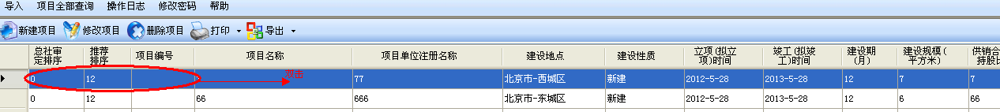 导入 项目全部查询 操作日志 修改密码 帮助
新建项目 修改项目 删除项目 打印 导出
总社审定排序 推荐排序 项目编号 项目名称 项目单位注册名称 建设地点 建设性质 立项(拟立项)时间 竣工(拟竣工)时间 建设期(月) 建设规模(平方米) 供销合 持股比
0 12 双击 77 北京市-西城区 新建 2012-5-28 2013-5-28 12 7 7
0 12 66 666 北京市-东城区 新建 2012-5-28 2013-5-28 12 6 66